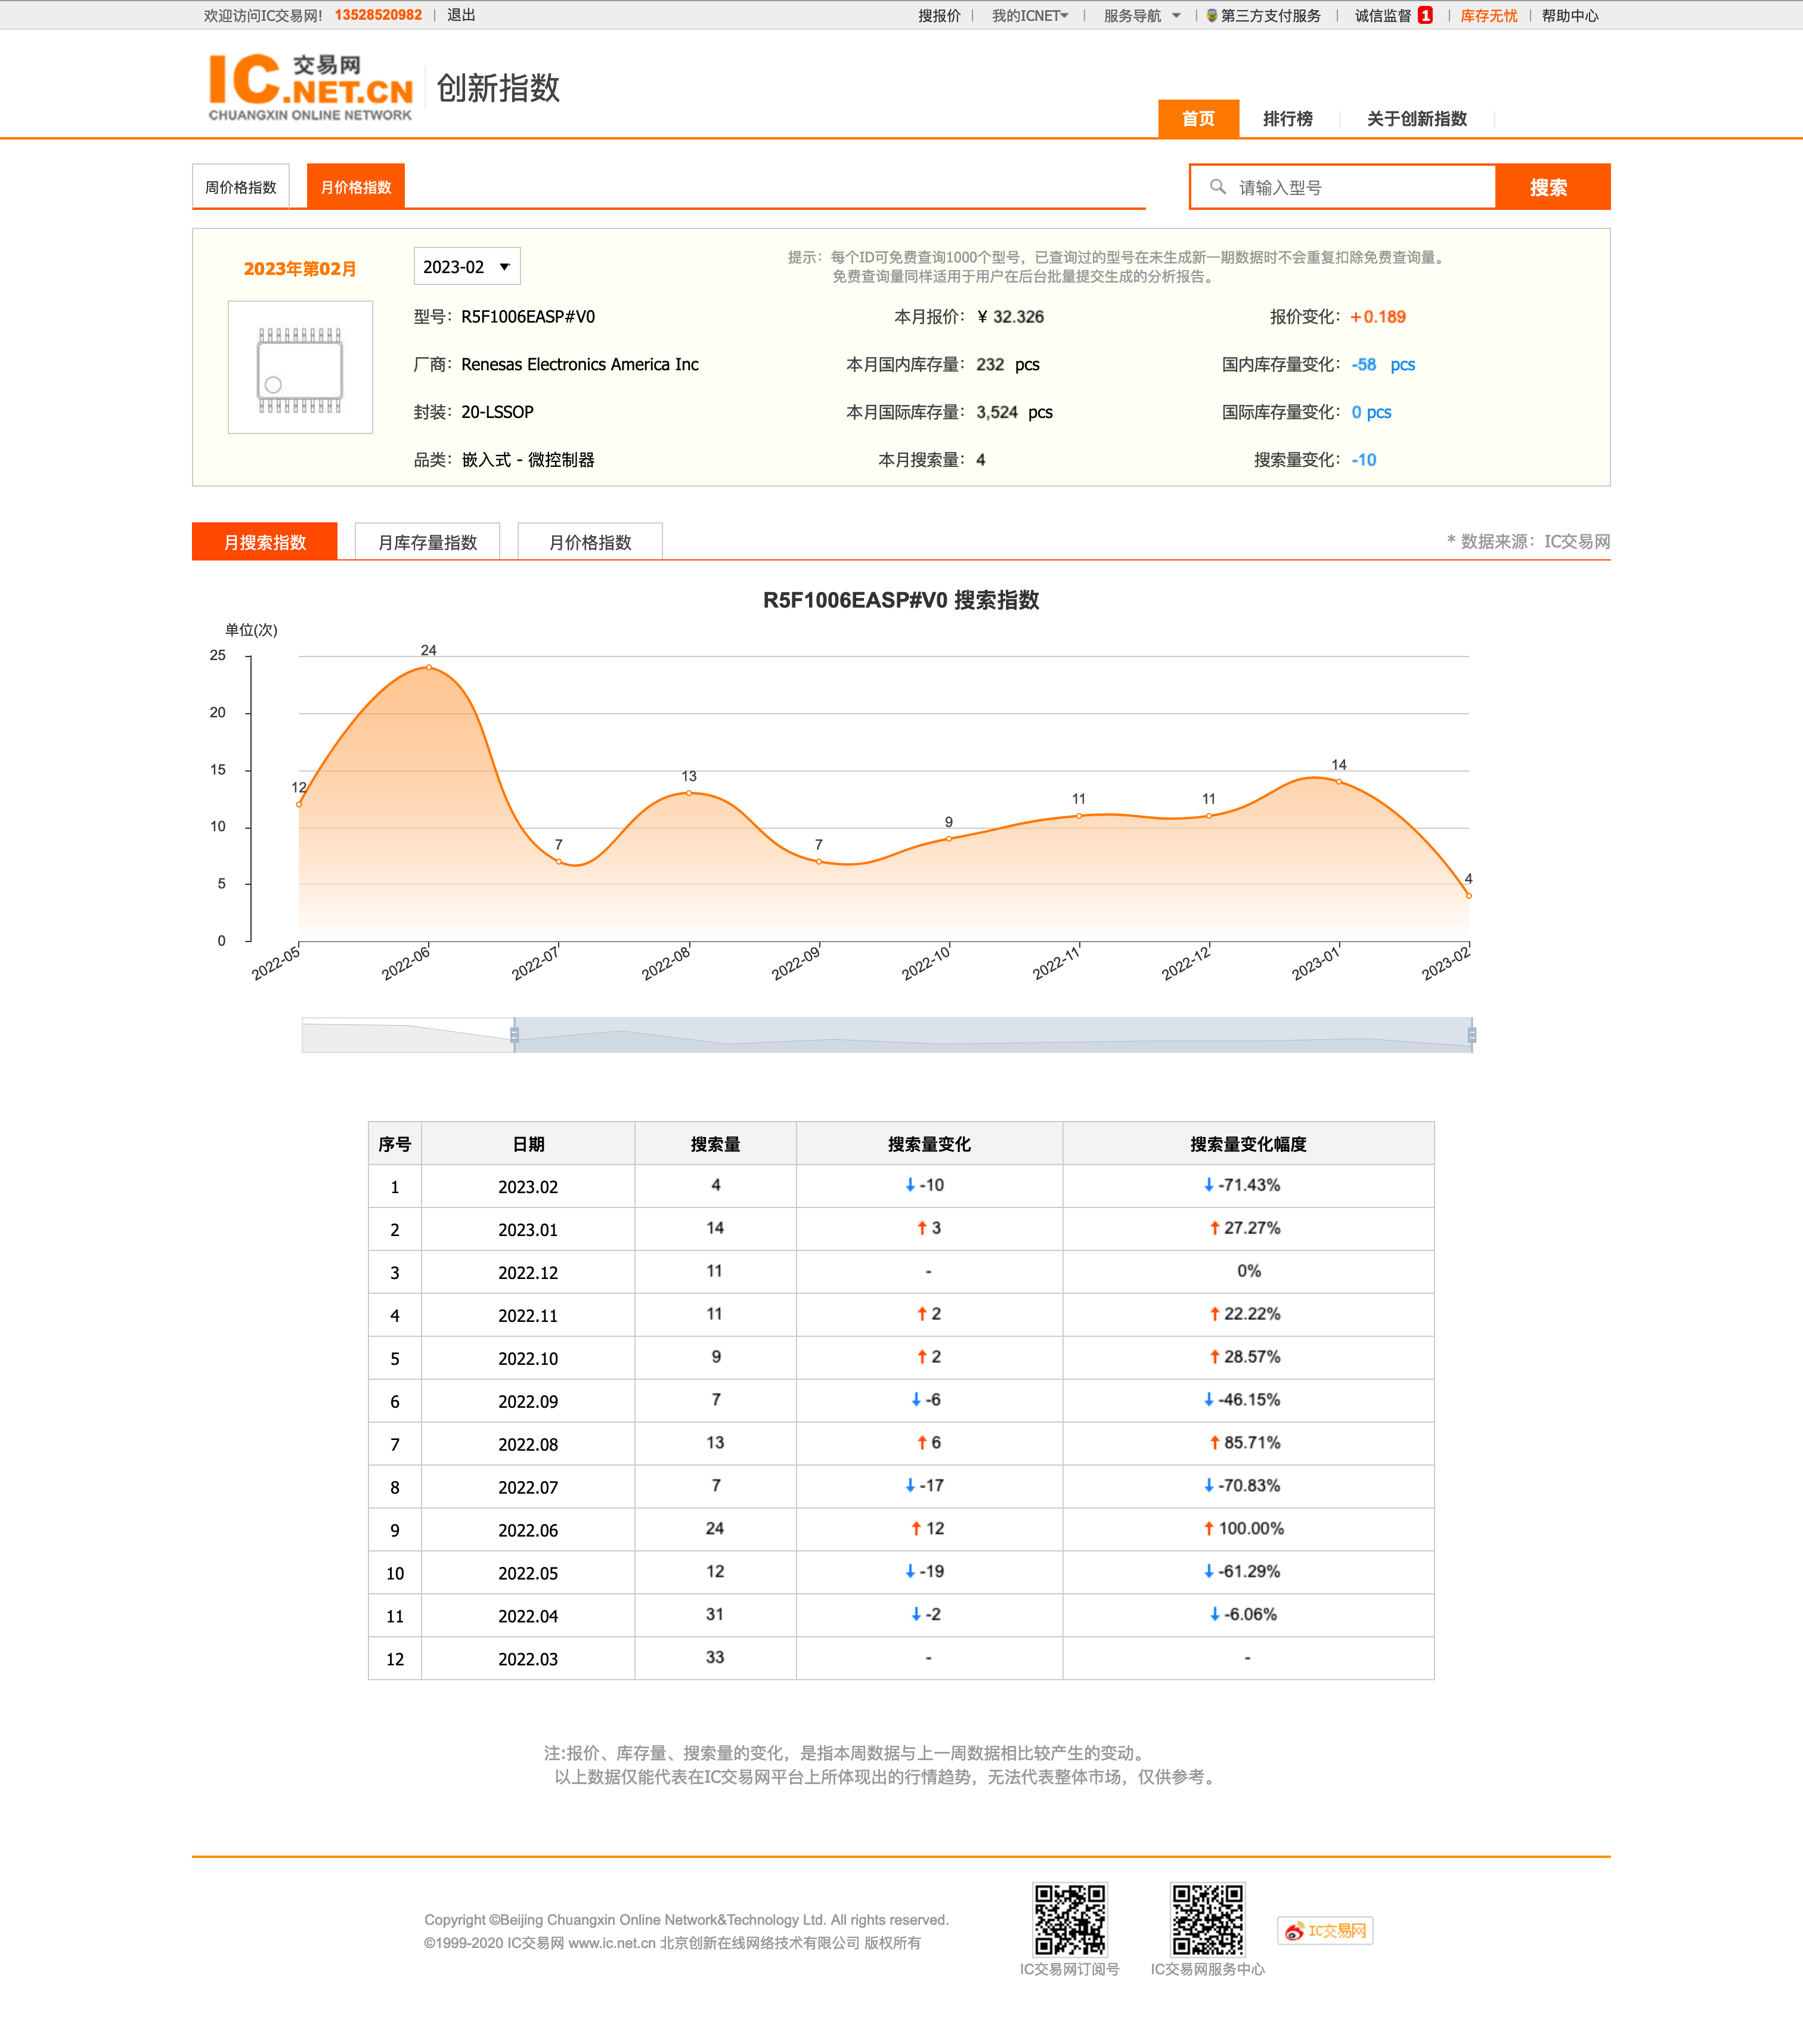 欢迎访问IC交易网! 13528520982 | 退出 搜报价 | 我的ICNET | 服务导航 | 第三方支付服务 | 诚信监督 1 | 库存无忧 | 帮助中心
IC交易网.NET.CN
CHUANGXIN ONLINE NETWORK
创新指数
首页 排行榜 关于创新指数
周价格指数 月价格指数 请输入型号 搜索
2023年第02月 2023-02
提示：每个ID可免费查询1000个型号，已查询过的型号在未生成新一期数据时不会重复扣除免费查询量。
免费查询量同样适用于用户在后台批量提交生成的分析报告。
型号：R5F1006EASP#V0 本月报价：¥ 32.326 报价变化：+0.189
厂商：Renesas Electronics America Inc 本月国内库存量：232 pcs 国内库存量变化：-58 pcs
封装：20-LSSOP 本月国际库存量：3,524 pcs 国际库存量变化：0 pcs
品类：嵌入式 - 微控制器 本月搜索量：4 搜索量变化：-10
月搜索指数 月库存量指数 月价格指数 * 数据来源：IC交易网
R5F1006EASP#V0 搜索指数
单位(次)
25
20
15
10
5
0
12 24 7 13 7 9 11 11 14 4
2022-05 2022-06 2022-07 2022-08 2022-09 2022-10 2022-11 2022-12 2023-01 2023-02
序号 日期 搜索量 搜索量变化 搜索量变化幅度
1 2023.02 4 ↓ -10 ↓ -71.43%
2 2023.01 14 ↑ 3 ↑ 27.27%
3 2022.12 11 - 0%
4 2022.11 11 ↑ 2 ↑ 22.22%
5 2022.10 9 ↑ 2 ↑ 28.57%
6 2022.09 7 ↓ -6 ↓ -46.15%
7 2022.08 13 ↑ 6 ↑ 85.71%
8 2022.07 7 ↓ -17 ↓ -70.83%
9 2022.06 24 ↑ 12 ↑ 100.00%
10 2022.05 12 ↓ -19 ↓ -61.29%
11 2022.04 31 ↓ -2 ↓ -6.06%
12 2022.03 33 - -
注:报价、库存量、搜索量的变化，是指本周数据与上一周数据相比较产生的变动。
以上数据仅能代表在IC交易网平台上所体现出的行情趋势，无法代表整体市场，仅供参考。
Copyright ©Beijing Chuangxin Online Network&Technology Ltd. All rights reserved.
©1999-2020 IC交易网 www.ic.net.cn 北京创新在线网络技术有限公司 版权所有
IC交易网订阅号 IC交易网服务中心
IC交易网